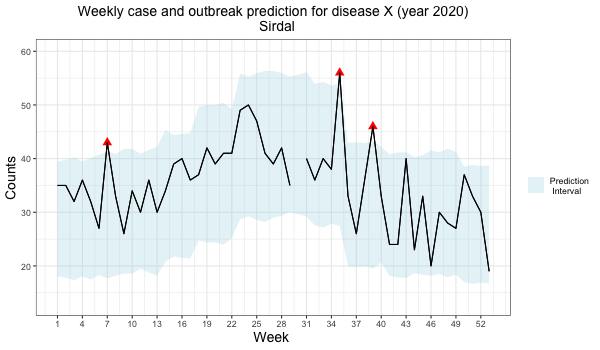 Weekly case and outbreak prediction for disease X (year 2020)
Sirdal
Counts
60
50
40
30
20
1 4 7 10 13 16 19 22 25 28 31 34 37 40 43 46 49 52
Week
Prediction
Interval